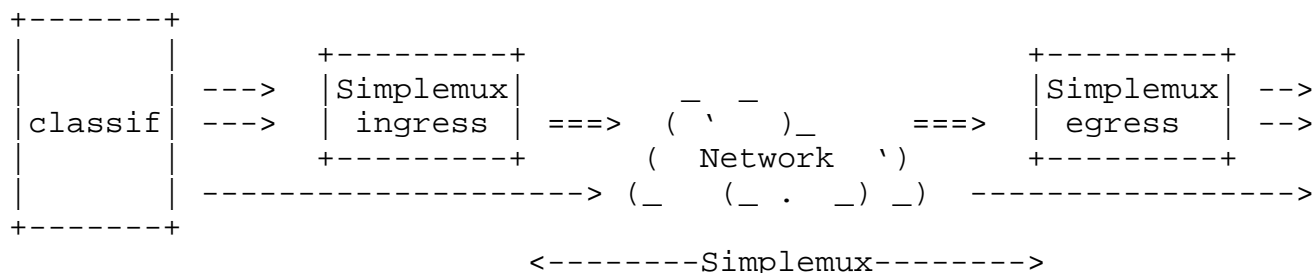 +-------+
|       |       +---------+                          +---------+
|       | --->  |Simplemux|        _  _              |Simplemux| -->
|classif| --->  | ingress | ===>  ( `   )_     ===>  | egress  | -->
|       |       +---------+      (  Network  `)      +---------+
|       | --------------------> (_   (_ .  _) _)  ----------------->
+-------+
<--------Simplemux-------->